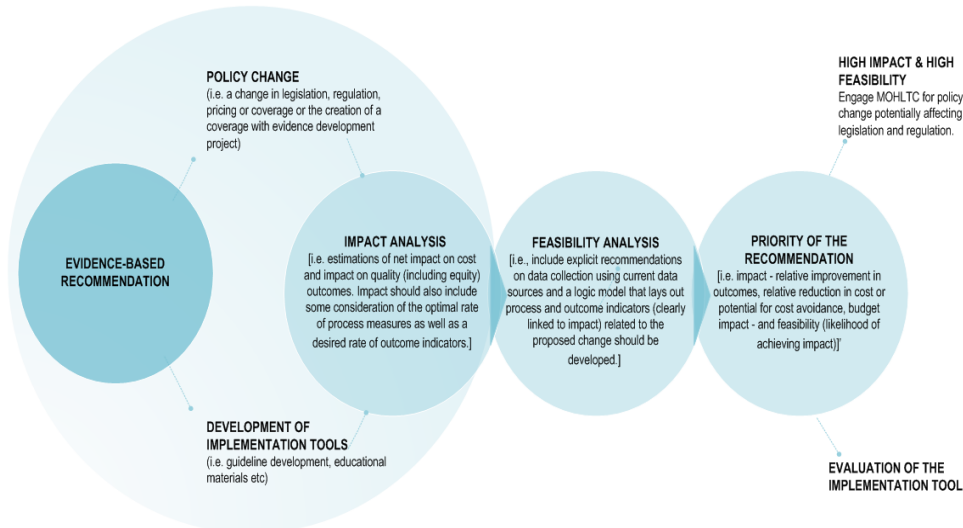 POLICY CHANGE
(i.e. a change in legislation, regulation,
pricing or coverage or the creation of a
coverage with evidence development
project)
HIGH IMPACT & HIGH
FEASIBILITY
Engage MOHLTC for policy
change potentially affecting
legislation and regulation.
EVIDENCE-BASED
RECOMMENDATION
IMPACT ANALYSIS
[i.e. estimations of net impact on cost
and impact on quality (including equity)
outcomes. Impact should also include
some consideration of the optimal rate
of process measures as well as a
desired rate of outcome indicators.]
FEASIBILITY ANALYSIS
[i.e., include explicit recommendations
on data collection using current data
sources and a logic model that lays out
process and outcome indicators (clearly
linked to impact) related to the
proposed change should be
developed.]
PRIORITY OF THE
RECOMMENDATION
[i.e. impact - relative improvement in
outcomes, relative reduction in cost or
potential for cost avoidance, budget
impact - and feasibility (likelihood of
achieving impact)]'
DEVELOPMENT OF
IMPLEMENTATION TOOLS
(i.e. guideline development, educational
materials etc)
EVALUATION OF THE
IMPLEMENTATION TOOL